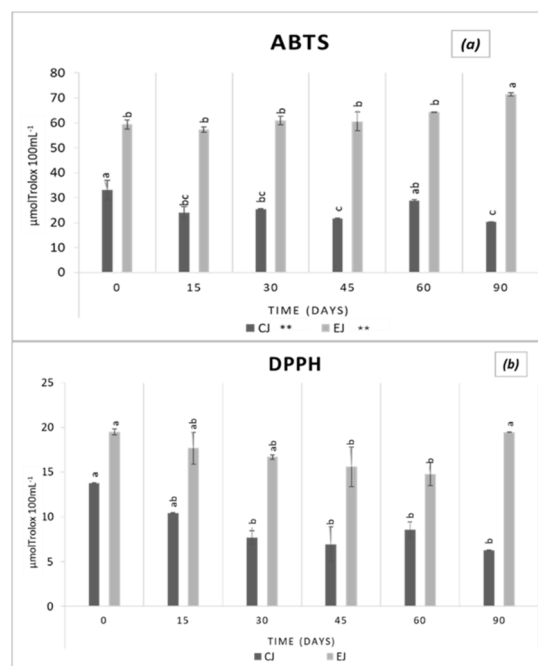 ABTS
(a)
80
70
60
50
40
30
20
10
0
µmolTrolox 100mL⁻¹
a b bc b bc b c b ab b c a
0 15 30 45 60 90
TIME (DAYS)
CJ ** EJ **
DPPH
(b)
25
20
15
10
5
0
µmolTrolox 100mL⁻¹
a a ab ab b ab b b b b b a
0 15 30 45 60 90
TIME (DAYS)
CJ EJ